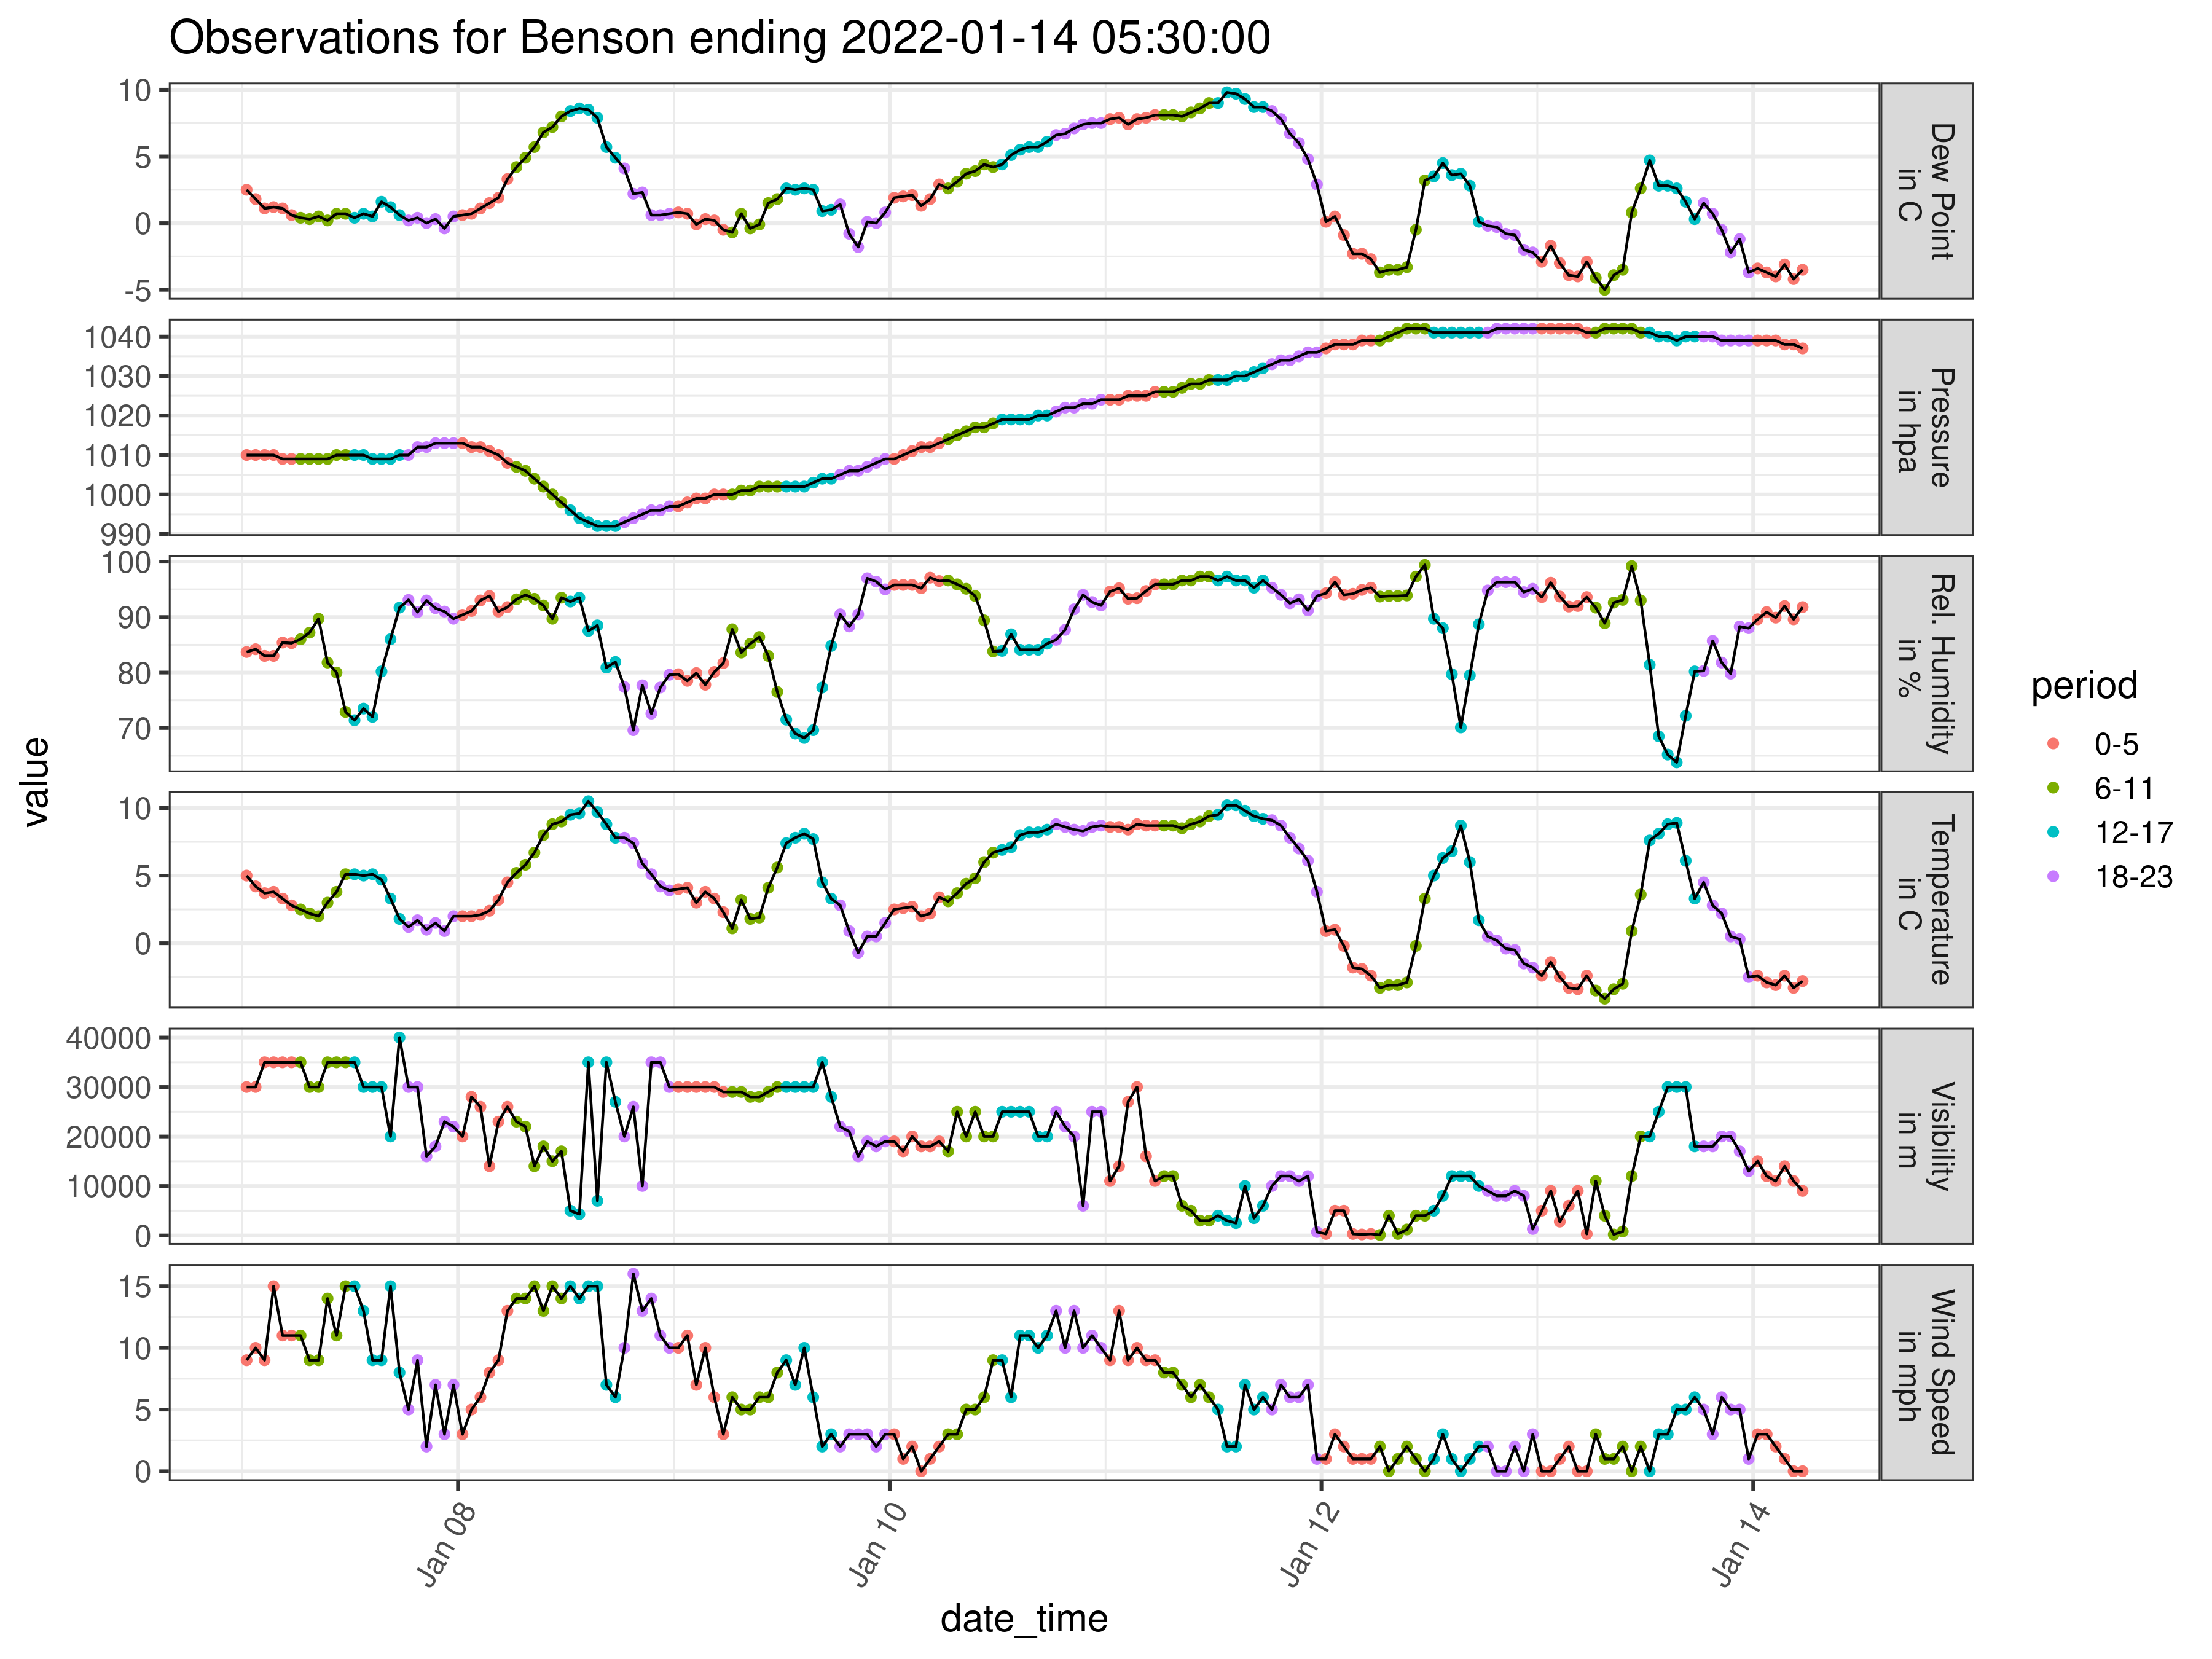 Observations for Benson ending 2022-01-14 05:30:00
value
10
5
0
-5
Dew Point
in C
1040
1030
1020
1010
1000
990
Pressure
in hpa
100
90
80
70
Rel. Humidity
in %
10
5
0
Temperature
in C
40000
30000
20000
10000
0
Visibility
in m
15
10
5
0
Wind Speed
in mph
Jan 08
Jan 10
Jan 12
Jan 14
date_time
period
0-5
6-11
12-17
18-23